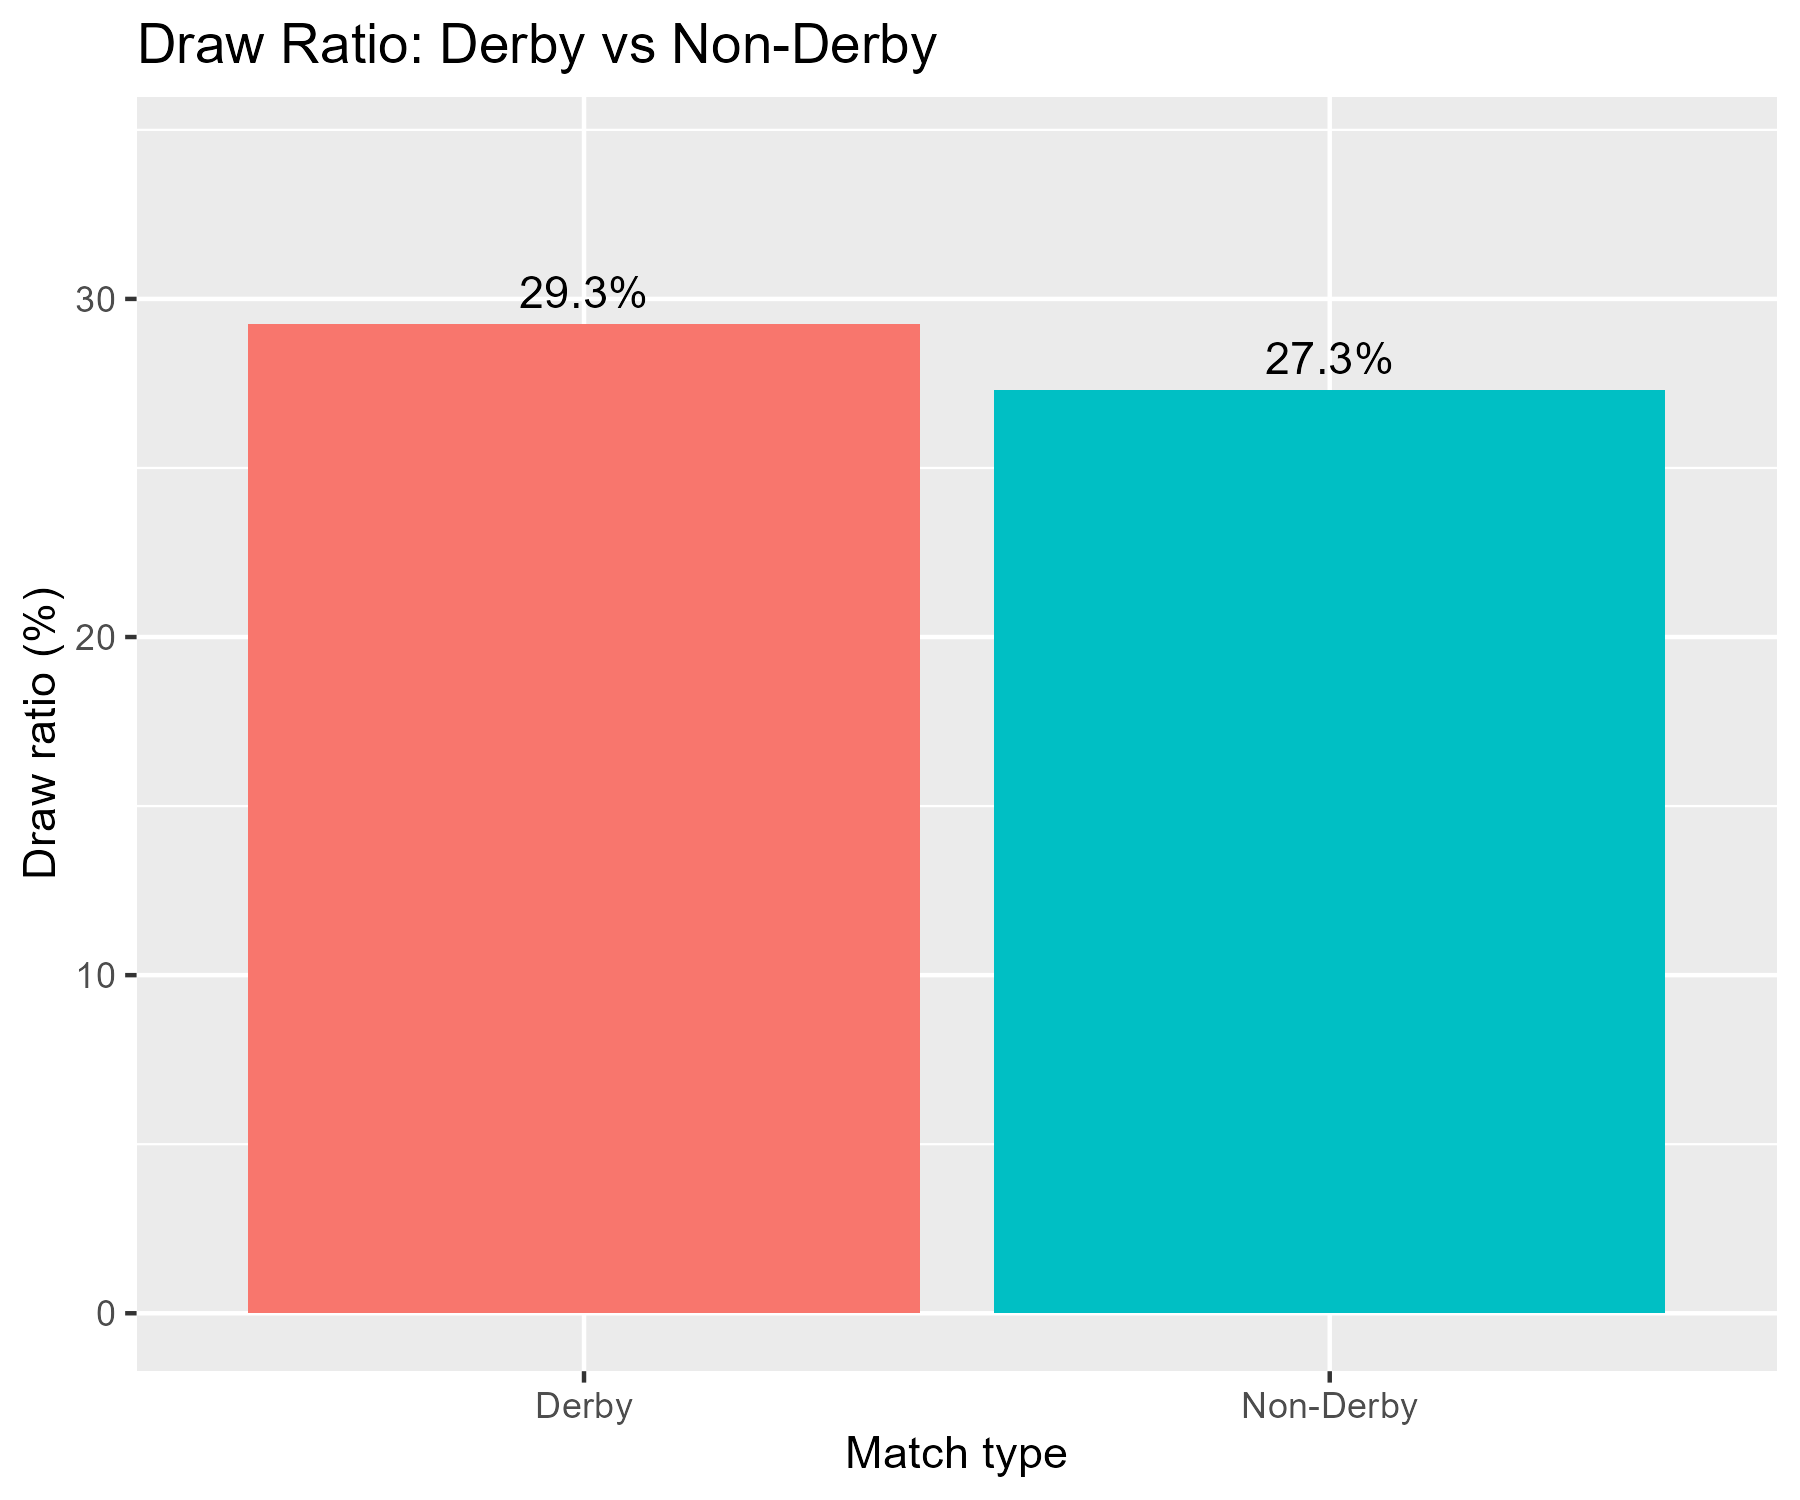 Draw Ratio: Derby vs Non-Derby
Draw ratio (%)
30
20
10
0
29.3%
27.3%
Derby
Non-Derby
Match type